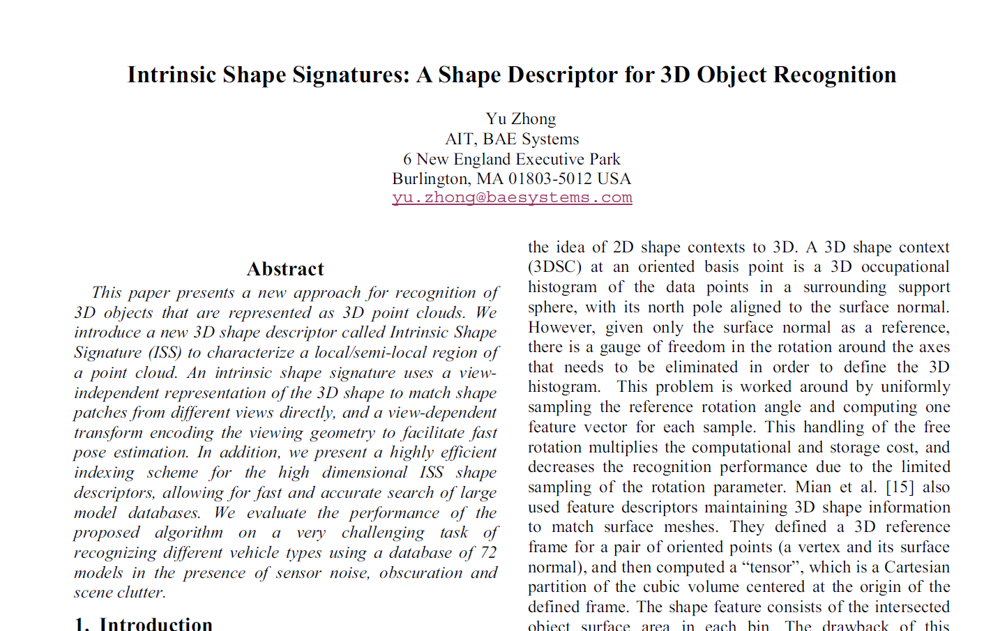 Intrinsic Shape Signatures: A Shape Descriptor for 3D Object Recognition
Yu Zhong
AIT, BAE Systems
6 New England Executive Park
Burlington, MA 01803-5012 USA
yu.zhong@baesystems.com
Abstract
This paper presents a new approach for recognition of
3D objects that are represented as 3D point clouds. We
introduce a new 3D shape descriptor called Intrinsic Shape
Signature (ISS) to characterize a local/semi-local region of
a point cloud. An intrinsic shape signature uses a view-
independent representation of the 3D shape to match shape
patches from different views directly, and a view-dependent
transform encoding the viewing geometry to facilitate fast
pose estimation. In addition, we present a highly efficient
indexing scheme for the high dimensional ISS shape
descriptors, allowing for fast and accurate search of large
model databases. We evaluate the performance of the
proposed algorithm on a very challenging task of
recognizing different vehicle types using a database of 72
models in the presence of sensor noise, obscuration and
scene clutter.
1. Introduction
the idea of 2D shape contexts to 3D. A 3D shape context
(3DSC) at an oriented basis point is a 3D occupational
histogram of the data points in a surrounding support
sphere, with its north pole aligned to the surface normal.
However, given only the surface normal as a reference,
there is a gauge of freedom in the rotation around the axes
that needs to be eliminated in order to define the 3D
histogram. This problem is worked around by uniformly
sampling the reference rotation angle and computing one
feature vector for each sample. This handling of the free
rotation multiplies the computational and storage cost, and
decreases the recognition performance due to the limited
sampling of the rotation parameter. Mian et al. [15] also
used feature descriptors maintaining 3D shape information
to match surface meshes. They defined a 3D reference
frame for a pair of oriented points (a vertex and its surface
normal), and then computed a “tensor”, which is a Cartesian
partition of the cubic volume centered at the origin of the
defined frame. The shape feature consists of the intersected
object surface area in each bin. The drawback of this